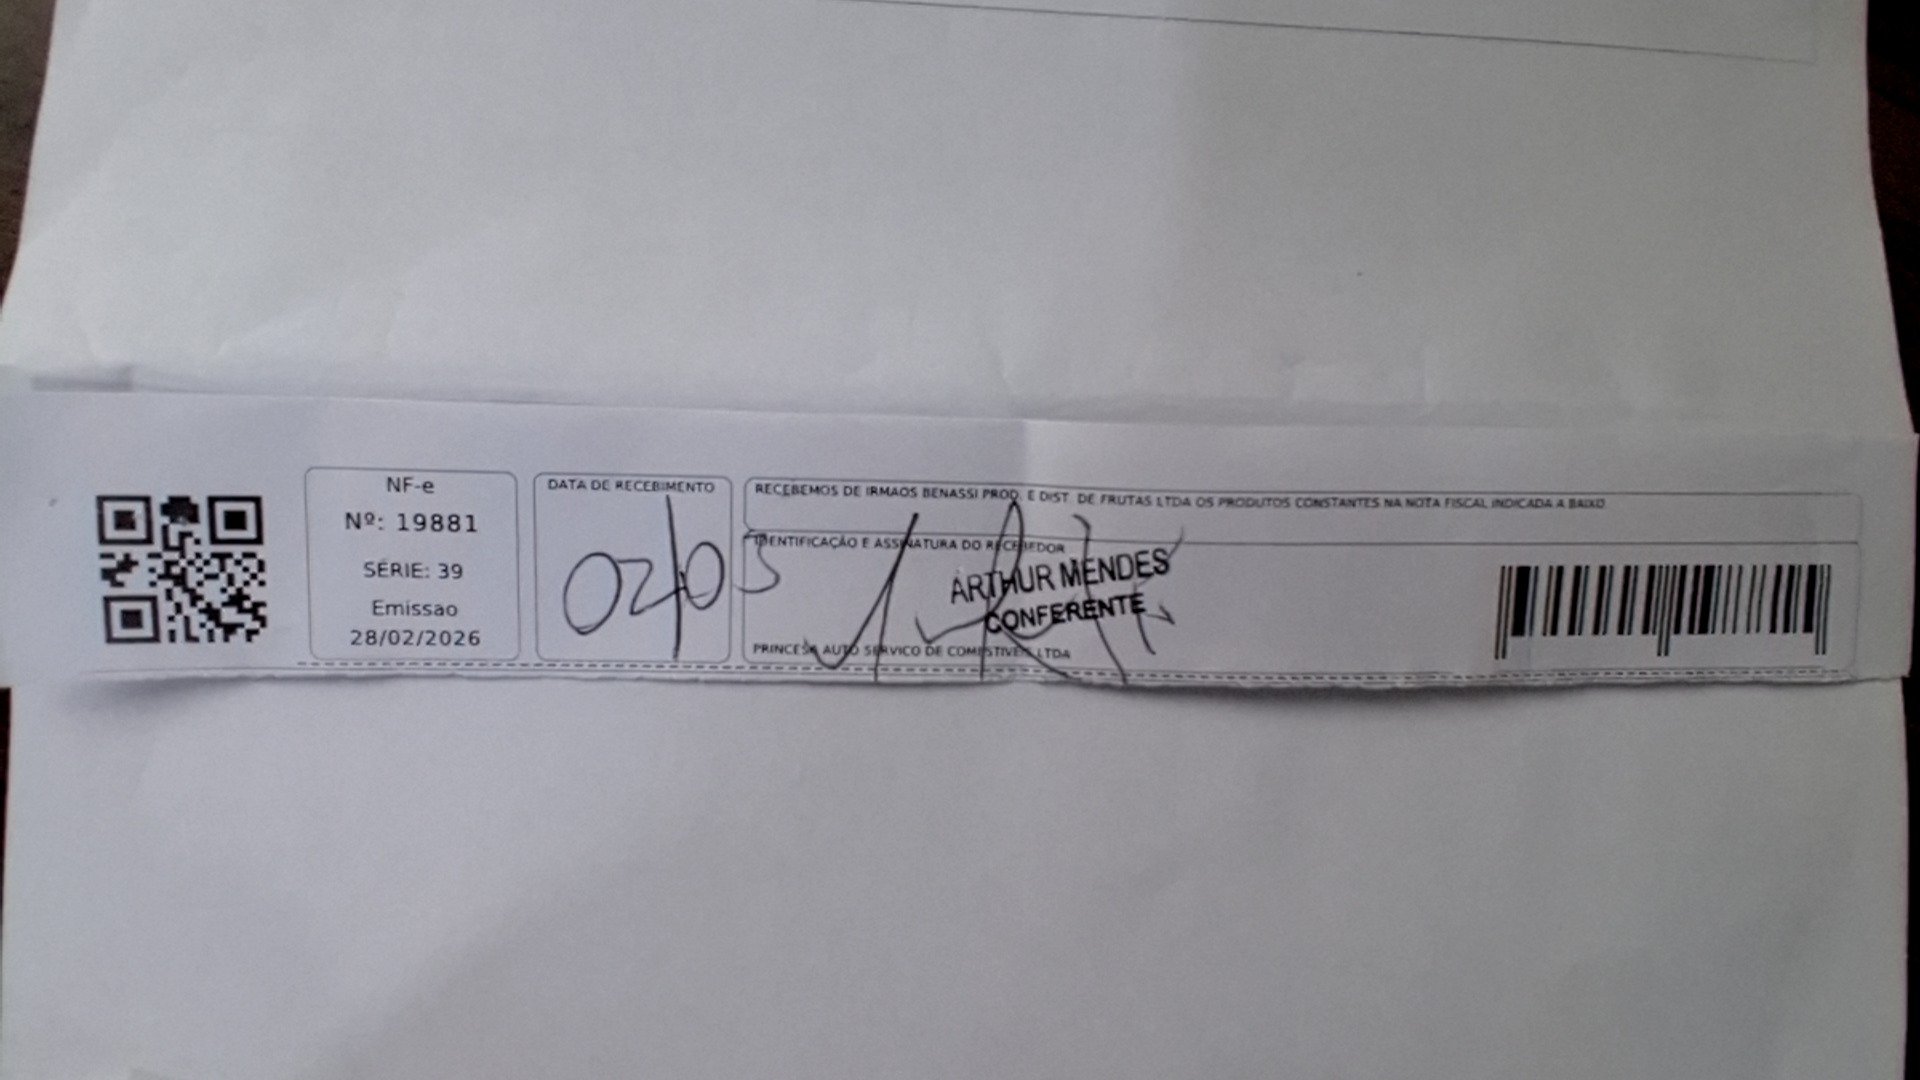 NF-e
Nº: 19881
SÉRIE: 39
Emissao
28/02/2026
DATA DE RECEBIMENTO
02/03
RECEBEMOS DE IRMAOS BENASSI PROD. E DIST. DE FRUTAS LTDA OS PRODUTOS CONSTANTES NA NOTA FISCAL INDICADA A BAIXO
IDENTIFICAÇÃO E ASSINATURA DO RECEBEDOR
ARTHUR MENDES
CONFERENTE
PRINCESA AUTO SERVICO DE COMESTIVEIS LTDA